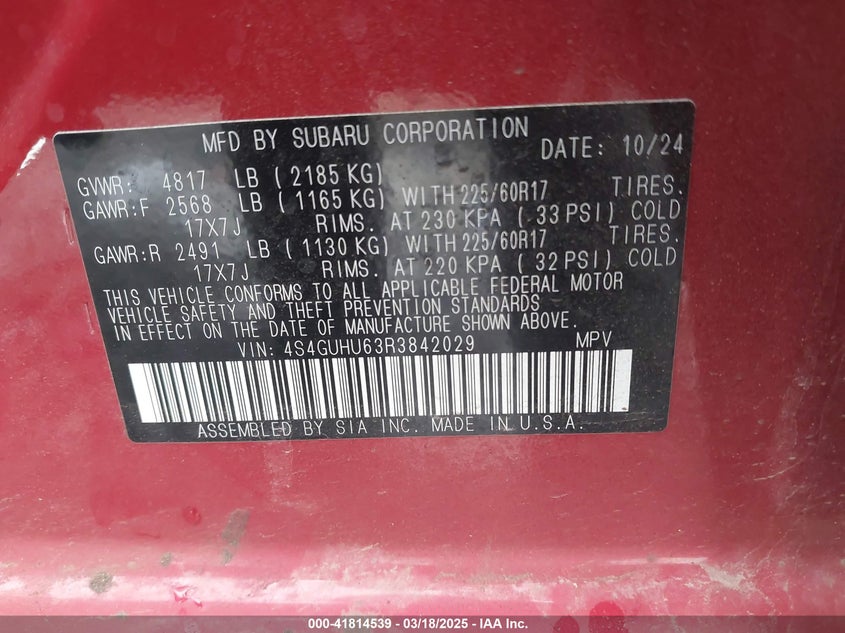 MFD BY SUBARU CORPORATION DATE: 10/24
GVWR: 4817 LB (2185 KG)
GAWR:F 2568 LB (1165 KG) WITH 225/60R17 TIRES.
17X7J RIMS. AT 230 KPA (.33 PSI) COLD
GAWR:R 2491 LB (1130 KG) WITH 225/60R17 TIRES.
17X7J RIMS. AT 220 KPA (32 PSI) COLD
THIS VEHICLE CONFORMS TO ALL APPLICABLE FEDERAL MOTOR
VEHICLE SAFETY AND THEFT PREVENTION STANDARDS
IN EFFECT ON THE DATE OF MANUFACTURE SHOWN ABOVE.
VIN: 4S4GUHU63R3842029 MPV
ASSEMBLED BY SIA INC. MADE IN U.S.A.
000-41814539 — 03/18/2025 — IAA Inc.